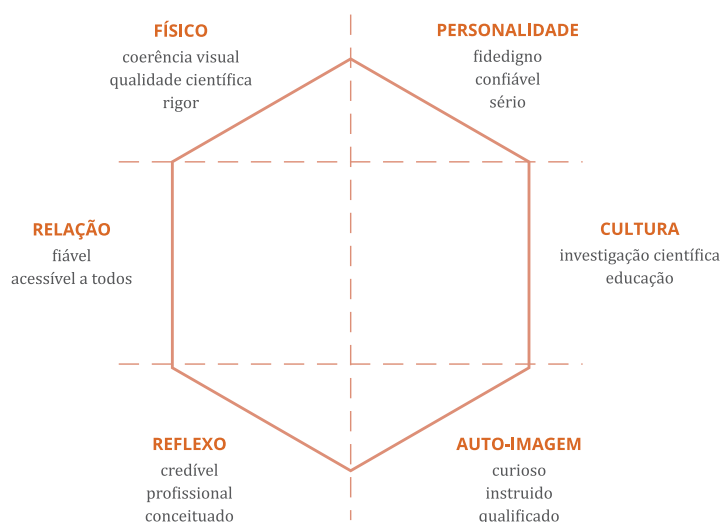 FÍSICO
coerência visual
qualidade científica
rigor
PERSONALIDADE
fidedigno
confiável
sério
RELAÇÃO
fiável
acessível a todos
CULTURA
investigação científica
educação
REFLEXO
credível
profissional
conceituado
AUTO-IMAGEM
curioso
instruido
qualificado